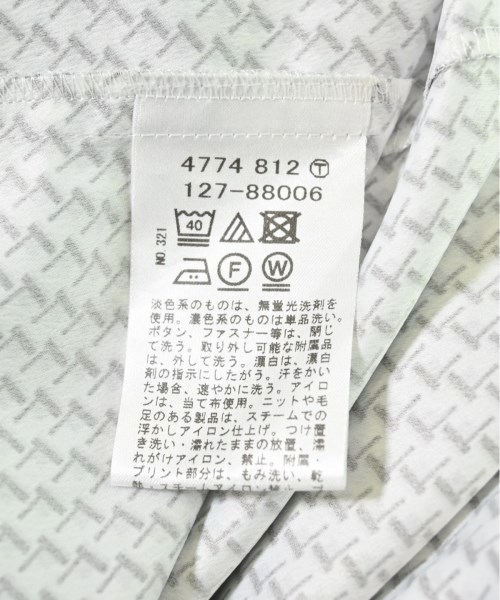 4774 812 Ⓣ
127-88006
40
NO.321
F W
淡色系のものは、無蛍光洗剤を
使用。濃色系のものは単品洗い。
ボタン、ファスナー等は、閉じ
て洗う。取り外し可能な附属品
は、外して洗う。漂白は、漂白
剤の指示にしたがう。汗をかい
た場合、速やかに洗う。アイロ
ンは、当て布使用。ニットや毛
足のある製品は、スチームでの
浮かしアイロン仕上げ。つけ置
き洗い・濡れたままの放置、濡
れがけアイロン、禁止。附属・
プリント部分は、もみ洗い、乾